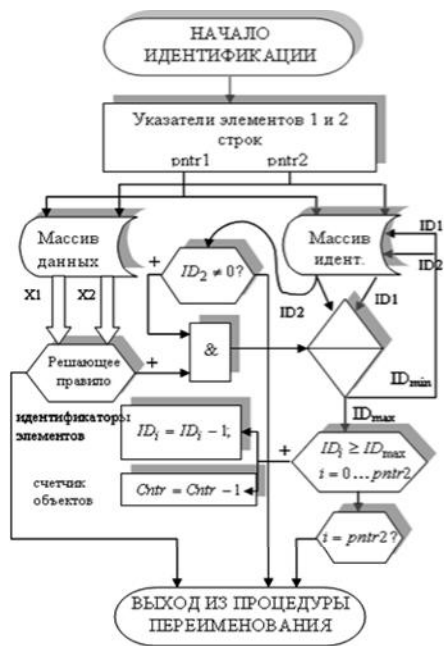 НАЧАЛО
ИДЕНТИФИКАЦИИ
Указатели элементов 1 и 2
строк
pntr1 pntr2
Массив
данных
ID₂ ≠ 0?
Массив
идент.
ID1
ID2
X1 X2
ID2 ID1
Решающее
правило
+
+
&
IDmin
IDmax
идентификаторы
элементов
IDᵢ = IDᵢ − 1,
+
IDᵢ ≥ IDmax
i = 0...pntr2
счетчик
объектов
Cntr = Cntr − 1
i = pntr2?
ВЫХОД ИЗ ПРОЦЕДУРЫ
ПЕРЕИМЕНОВАНИЯ